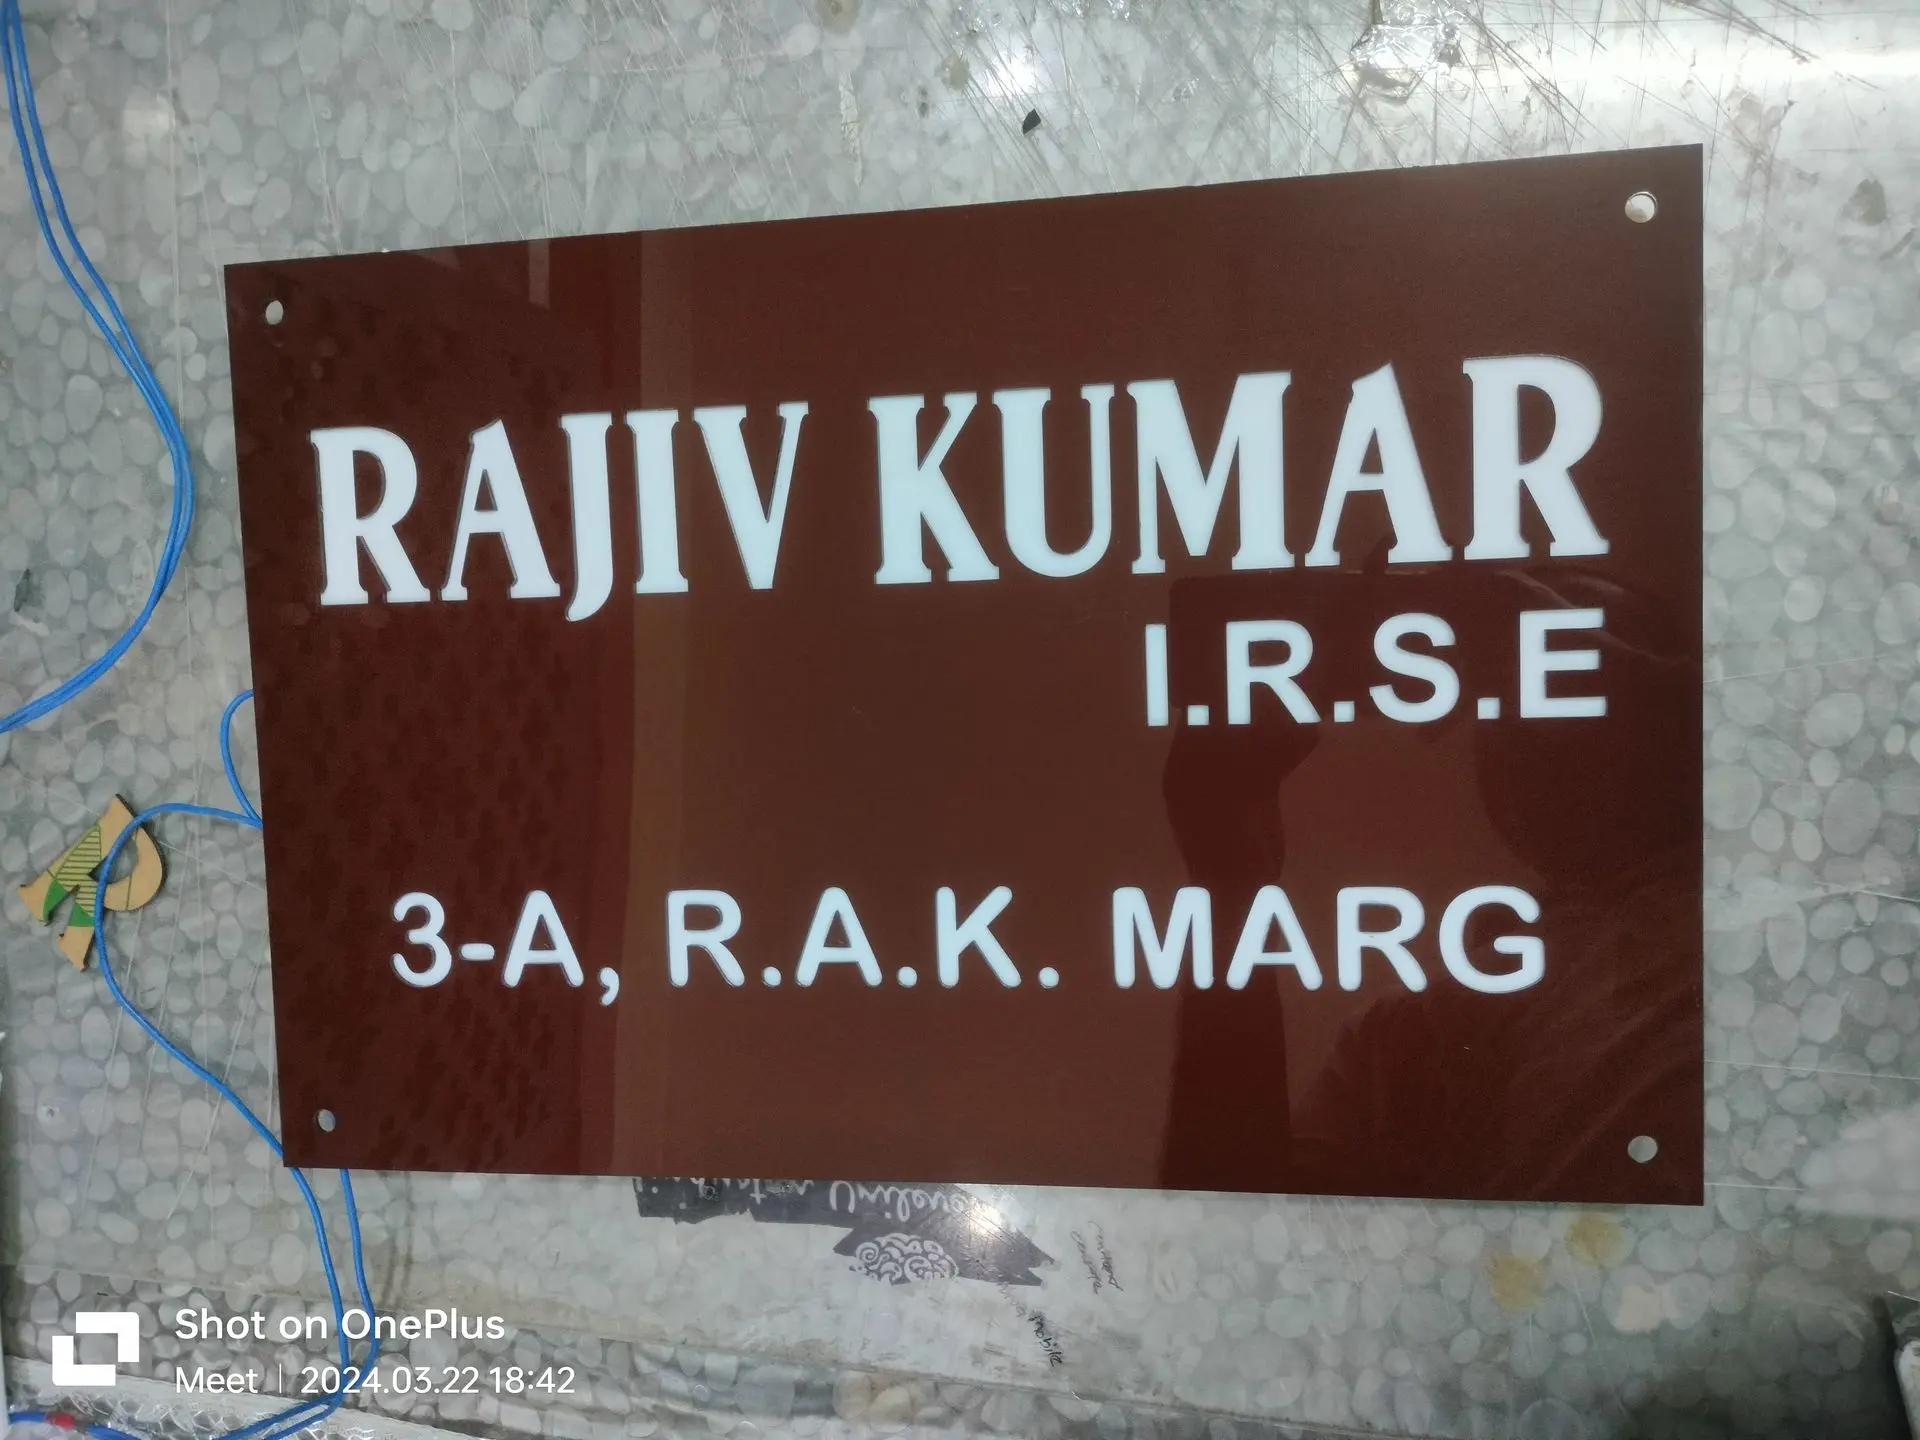 RAJIV KUMAR
I.R.S.E
3-A, R.A.K. MARG
Shot on OnePlus
Meet | 2024.03.22 18:42